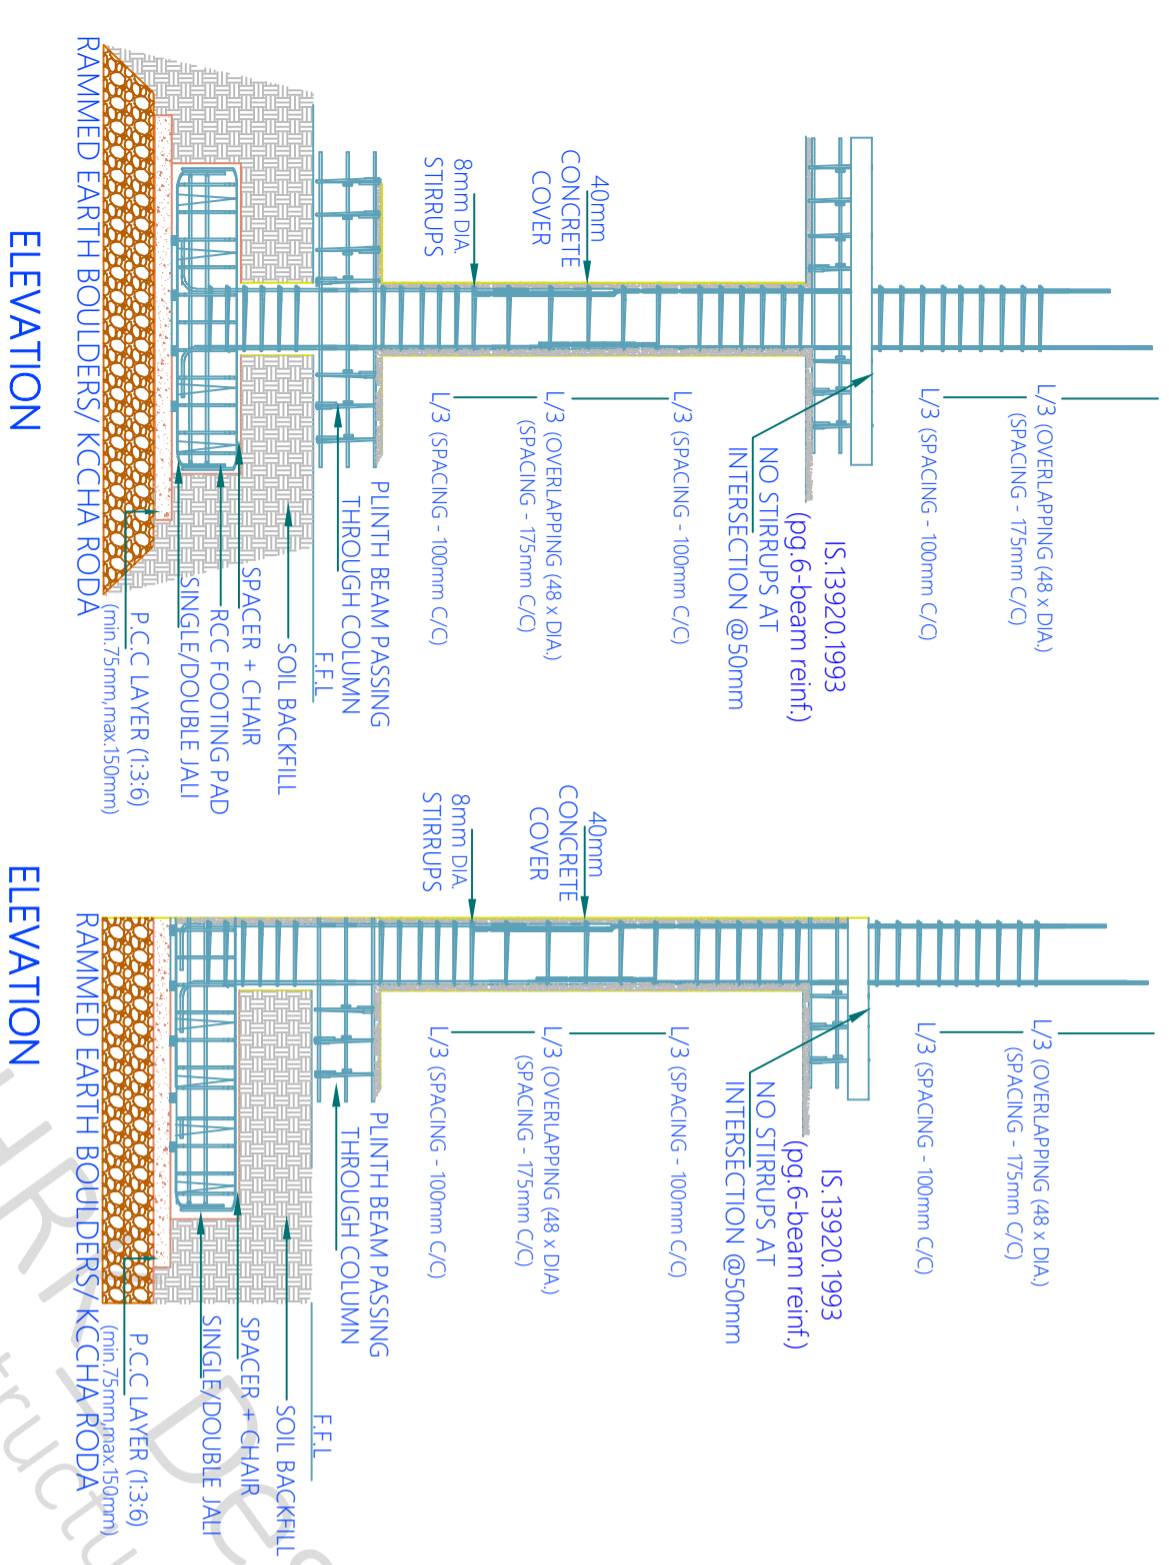 L/3 (OVERLAPPING (48 x DIA.)
(SPACING - 175mm C/C)
L/3 (SPACING - 100mm C/C)
IS.13920.1993
(pg.6-beam reinf.)
NO STIRRUPS AT
INTERSECTION @50mm
L/3 (SPACING - 100mm C/C)
40mm
CONCRETE
COVER
L/3 (OVERLAPPING (48 x DIA.)
(SPACING - 175mm C/C)
8mm DIA.
STIRRUPS
L/3 (SPACING - 100mm C/C)
PLINTH BEAM PASSING
THROUGH COLUMN
F.F.L
SOIL BACKFILL
SPACER + CHAIR
RCC FOOTING PAD
SINGLE/DOUBLE JALI
P.C.C LAYER (1:3:6)
(min.75mm,max.150mm)
RAMMED EARTH BOULDERS/ KCCHA RODA
ELEVATION
L/3 (OVERLAPPING (48 x DIA.)
(SPACING - 175mm C/C)
L/3 (SPACING - 100mm C/C)
IS.13920.1993
(pg.6-beam reinf.)
NO STIRRUPS AT
INTERSECTION @50mm
L/3 (SPACING - 100mm C/C)
40mm
CONCRETE
COVER
L/3 (OVERLAPPING (48 x DIA.)
(SPACING - 175mm C/C)
8mm DIA.
STIRRUPS
L/3 (SPACING - 100mm C/C)
PLINTH BEAM PASSING
THROUGH COLUMN
F.F.L
SOIL BACKFILL
SPACER + CHAIR
SINGLE/DOUBLE JALI
P.C.C LAYER (1:3:6)
(min.75mm,max.150mm)
RAMMED EARTH BOULDERS/ KCCHA RODA
ELEVATION